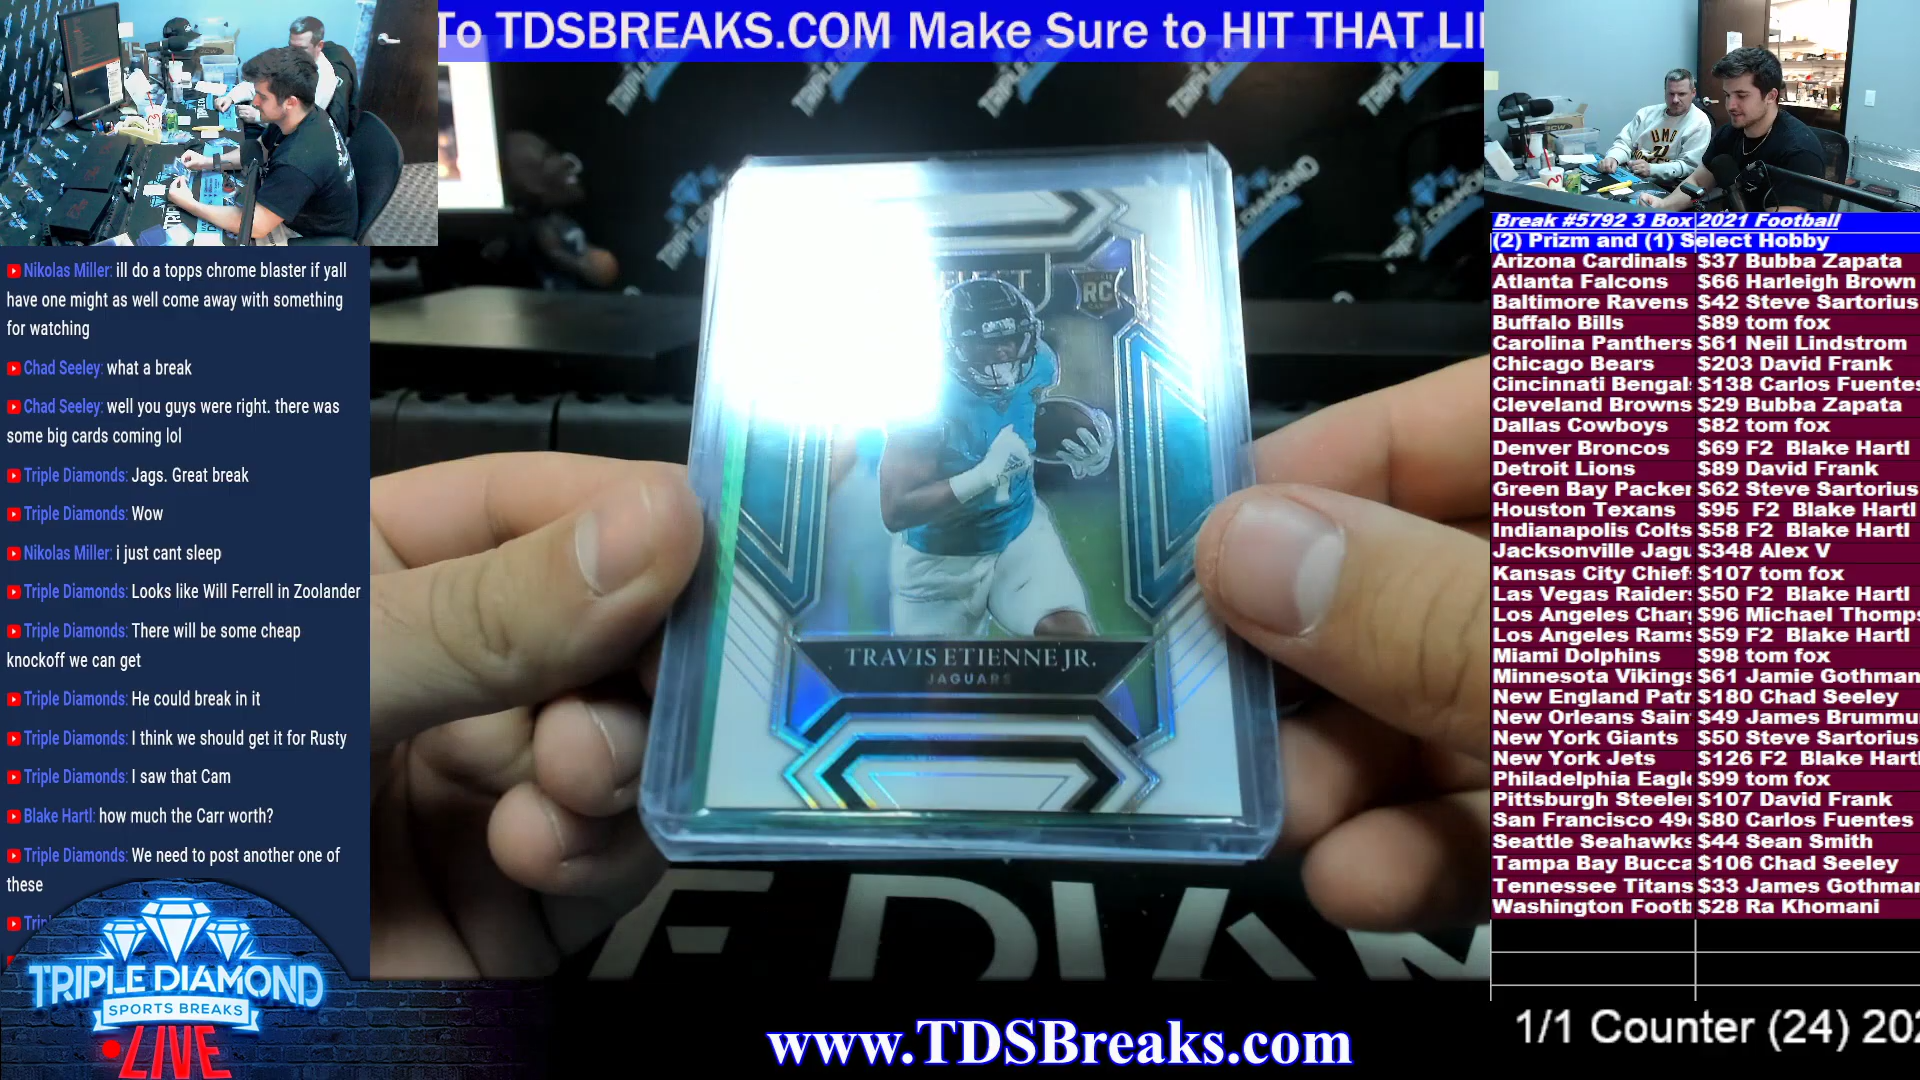 To TDSBREAKS.COM Make Sure to HIT THAT LI
Nikolas Miller: ill do a topps chrome blaster if yall
have one might as well come away with something
for watching
Chad Seeley: what a break
Chad Seeley: well you guys were right. there was
some big cards coming lol
Triple Diamonds: Jags. Great break
Triple Diamonds: Wow
Nikolas Miller: i just cant sleep
Triple Diamonds: Looks like Will Ferrell in Zoolander
Triple Diamonds: There will be some cheap
knockoff we can get
Triple Diamonds: He could break in it
Triple Diamonds: I think we should get it for Rusty
Triple Diamonds: I saw that Cam
Blake Hartl: how much the Carr worth?
Triple Diamonds: We need to post another one of
these
TRIPLE DIAMOND
SPORTS BREAKS
LIVE
RC
TRAVIS ETIENNE JR.
JAGUARS
www.TDSBreaks.com
Break #5792 3 Box 2021 Football
(2) Prizm and (1) Select Hobby
Arizona Cardinals $37 Bubba Zapata
Atlanta Falcons $66 Harleigh Brown
Baltimore Ravens $42 Steve Sartorius
Buffalo Bills $89 tom fox
Carolina Panthers $61 Neil Lindstrom
Chicago Bears $203 David Frank
Cincinnati Bengal $138 Carlos Fuentes
Cleveland Browns $29 Bubba Zapata
Dallas Cowboys $82 tom fox
Denver Broncos $69 F2 Blake Hartl
Detroit Lions $89 David Frank
Green Bay Packer $62 Steve Sartorius
Houston Texans $95 F2 Blake Hartl
Indianapolis Colts $58 F2 Blake Hartl
Jacksonville Jagu $348 Alex V
Kansas City Chief $107 tom fox
Las Vegas Raider $50 F2 Blake Hartl
Los Angeles Char $96 Michael Thomps
Los Angeles Rams $59 F2 Blake Hartl
Miami Dolphins $98 tom fox
Minnesota Vikings $61 Jamie Gothman
New England Patr $180 Chad Seeley
New Orleans Sain $49 James Brummu
New York Giants $50 Steve Sartorius
New York Jets $126 F2 Blake Hartl
Philadelphia Eagle $99 tom fox
Pittsburgh Steele $107 David Frank
San Francisco 49 $80 Carlos Fuentes
Seattle Seahawks $44 Sean Smith
Tampa Bay Bucca $106 Chad Seeley
Tennessee Titans $33 James Gothmar
Washington Footb $28 Ra Khomani
1/1 Counter (24) 202